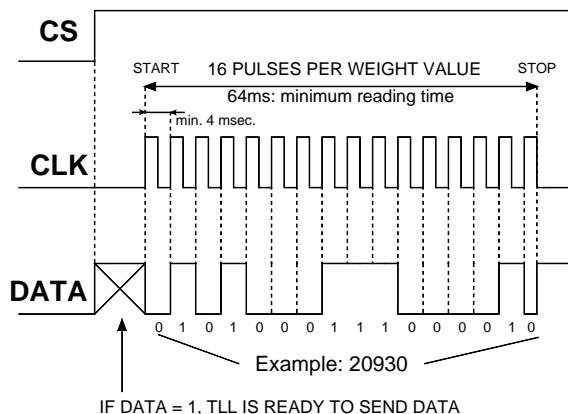 CS
START 16 PULSES PER WEIGHT VALUE STOP
64ms: minimum reading time
min. 4 msec.
CLK
DATA
0 1 0 1 0 0 0 1 1 1 0 0 0 0 1 0
Example: 20930
IF DATA = 1, TLL IS READY TO SEND DATA